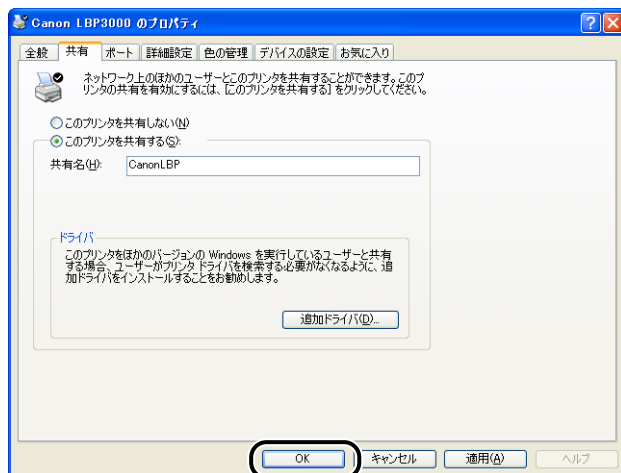 Canon LBP3000 のプロパティ
全般 共有 ポート 詳細設定 色の管理 デバイスの設定 お気に入り
ネットワーク上のほかのユーザーとこのプリンタを共有することができます。このプ
リンタの共有を有効にするには、[このプリンタを共有する] をクリックしてください。
このプリンタを共有しない(N)
このプリンタを共有する(S):
共有名(H): CanonLBP
ドライバ
このプリンタをほかのバージョンの Windows を実行しているユーザーと共有
する場合、ユーザーがプリンタ ドライバを検索する必要がなくなるように、追
加ドライバをインストールすることをお勧めします。
追加ドライバ(D)...
OK キャンセル 適用(A) ヘルプ